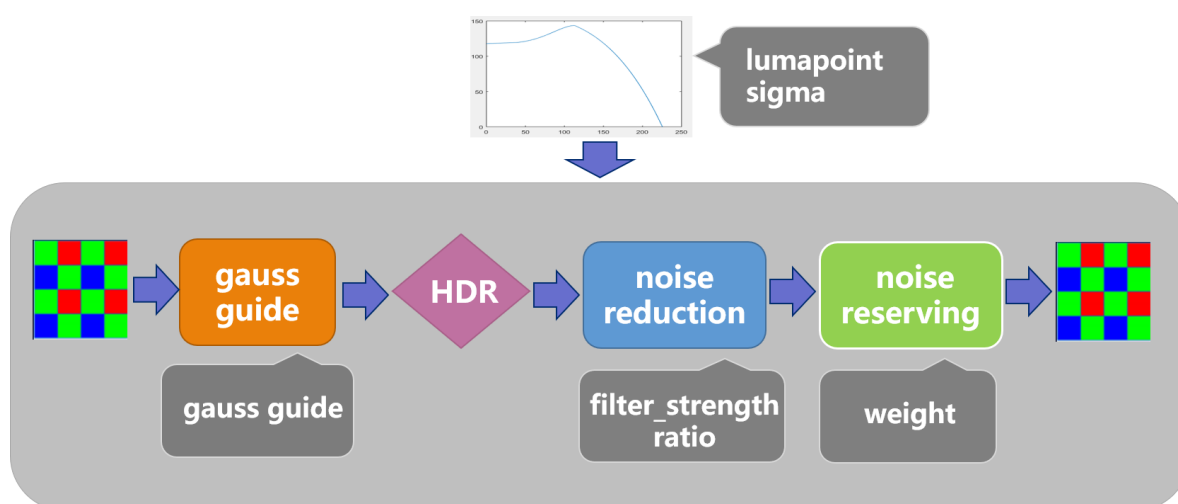 150
100
50
0
0
50
100
150
200
250
lumapoint
sigma
gauss
guide
HDR
noise
reduction
noise
reserving
gauss guide
filter_strength
ratio
weight